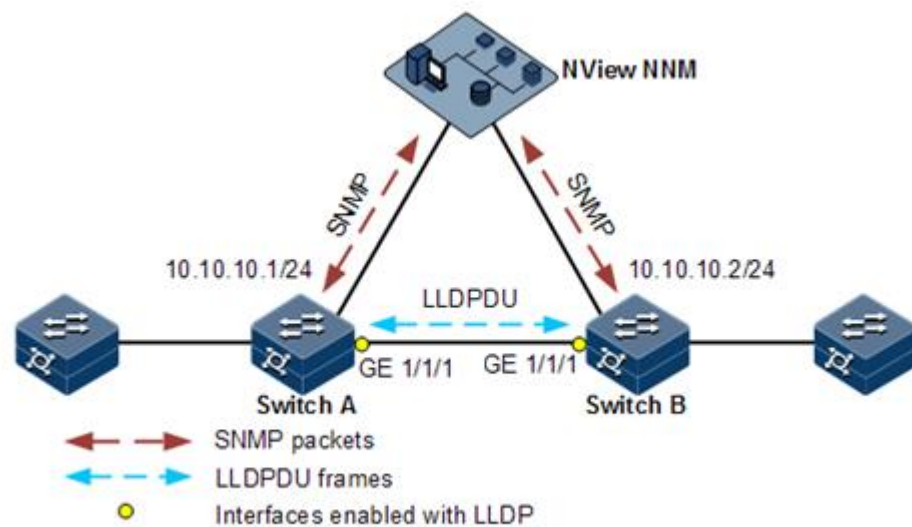 NView NNM
SNMP
SNMP
10.10.10.1/24
10.10.10.2/24
LLDPDU
GE 1/1/1
GE 1/1/1
Switch A
Switch B
SNMP packets
LLDPDU frames
Interfaces enabled with LLDP